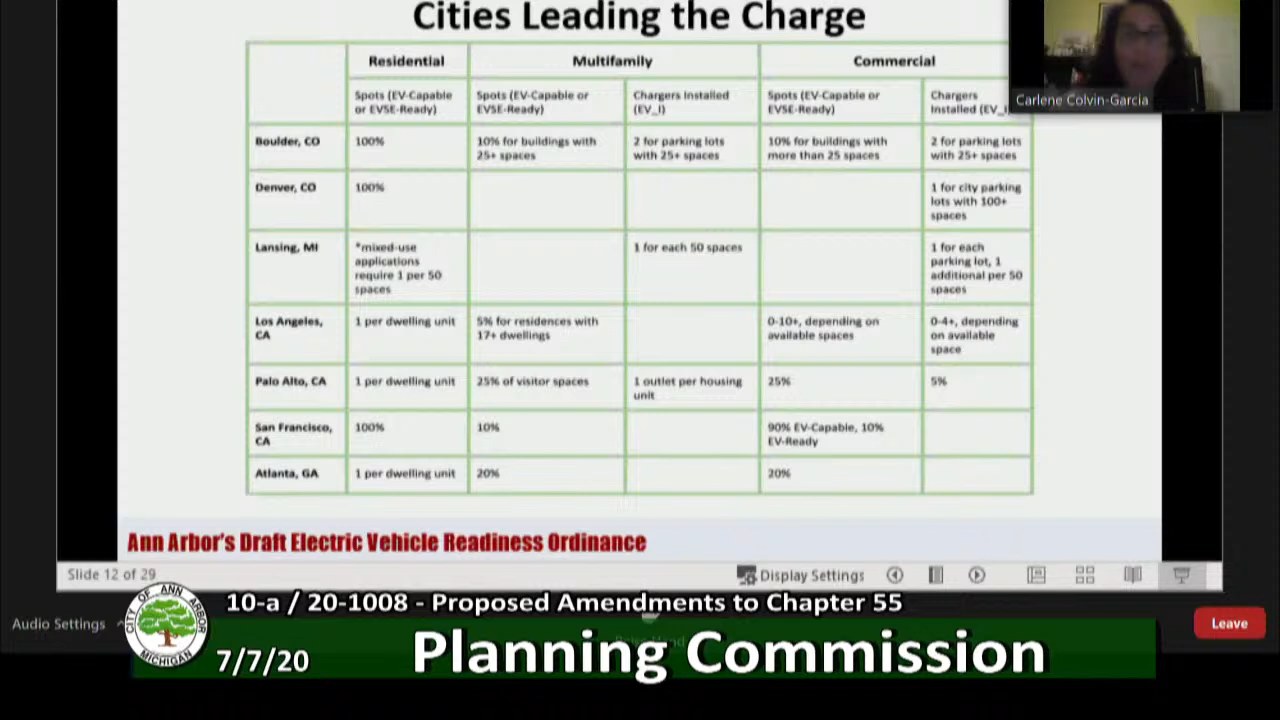 Cities Leading the Charge
Carlene Colvin-Garcia
Residential Multifamily Commercial
Spots (EV-Capable or EVSE-Ready) Spots (EV-Capable or EVSE-Ready) Chargers Installed (EV_I) Spots (EV-Capable or EVSE-Ready) Chargers Installed (EV_I
Boulder, CO 100% 10% for buildings with 25+ spaces 2 for parking lots with 25+ spaces 10% for buildings with more than 25 spaces 2 for parking lots with 25+ spaces
Denver, CO 100% 1 for city parking lots with 100+ spaces
Lansing, MI *mixed-use applications require 1 per 50 spaces 1 for each 50 spaces 1 for each parking lot, 1 additional per 50 spaces
Los Angeles, CA 1 per dwelling unit 5% for residences with 17+ dwellings 0-10+, depending on available spaces 0-4+, depending on available space
Palo Alto, CA 1 per dwelling unit 25% of visitor spaces 1 outlet per housing unit 25% 5%
San Francisco, CA 100% 10% 90% EV-Capable, 10% EV-Ready
Atlanta, GA 1 per dwelling unit 20% 20%
Ann Arbor's Draft Electric Vehicle Readiness Ordinance
Slide 12 of 29
Display Settings
Audio Settings
Leave
CITY OF ANN ARBOR
MICHIGAN
10-a / 20-1008 - Proposed Amendments to Chapter 55
7/7/20
Planning Commission